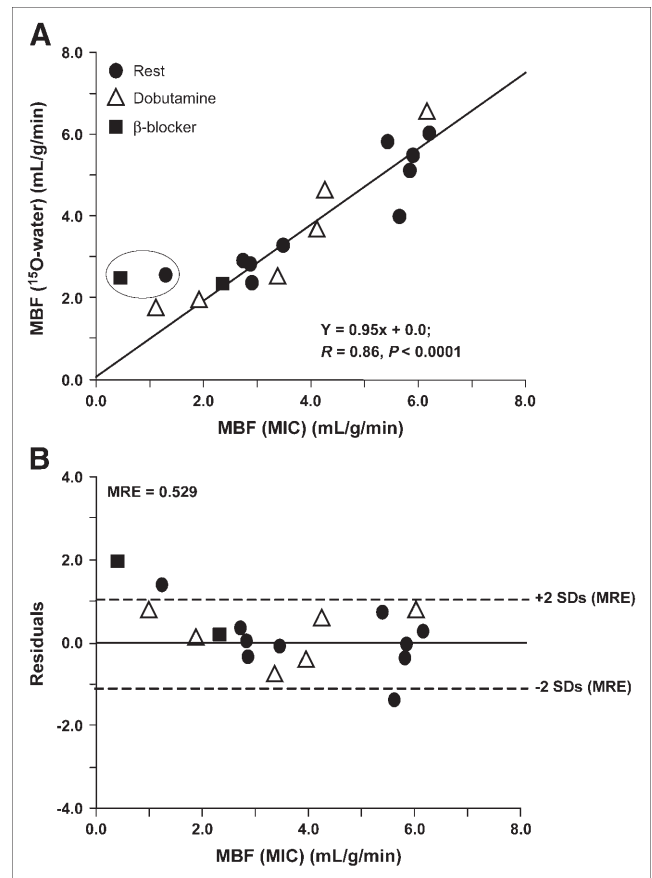 A
8.0
6.0
4.0
2.0
0.0
MBF (¹⁵O-water) (mL/g/min)
Rest
Dobutamine
β-blocker
Y = 0.95x + 0.0;
R = 0.86, P < 0.0001
0.0 2.0 4.0 6.0 8.0
MBF (MIC) (mL/g/min)
B
4.0
2.0
0.0
-2.0
-4.0
Residuals
MRE = 0.529
+2 SDs (MRE)
-2 SDs (MRE)
0.0 2.0 4.0 6.0 8.0
MBF (MIC) (mL/g/min)